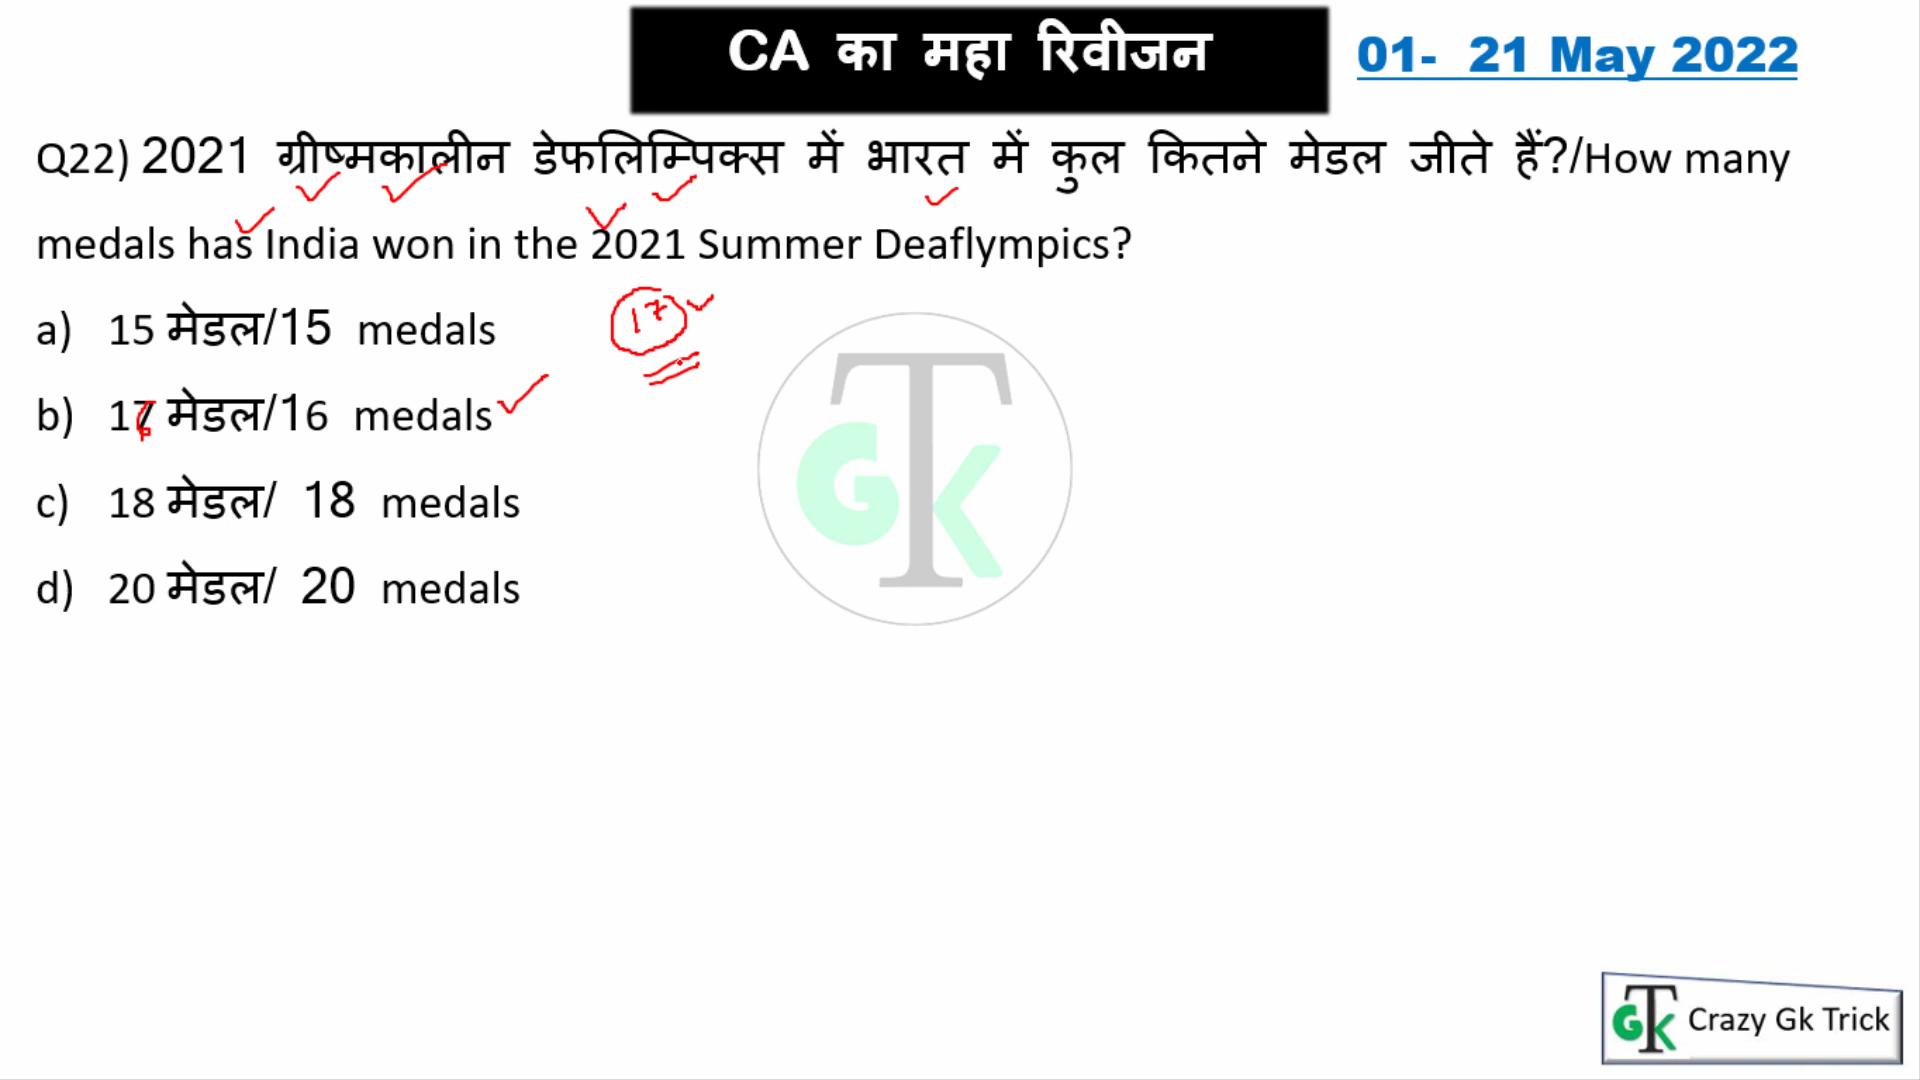 CA का महा रिवीजन
01- 21 May 2022
Q22) 2021 ग्रीष्मकालीन डेफलिम्पिक्स में भारत में कुल कितने मेडल जीते हैं?/How many
medals has India won in the 2021 Summer Deaflympics?
17
a) 15 मेडल/15 medals
b) 17 मेडल/16 medals
c) 18 मेडल/ 18 medals
d) 20 मेडल/ 20 medals
GTK
GTK Crazy Gk Trick